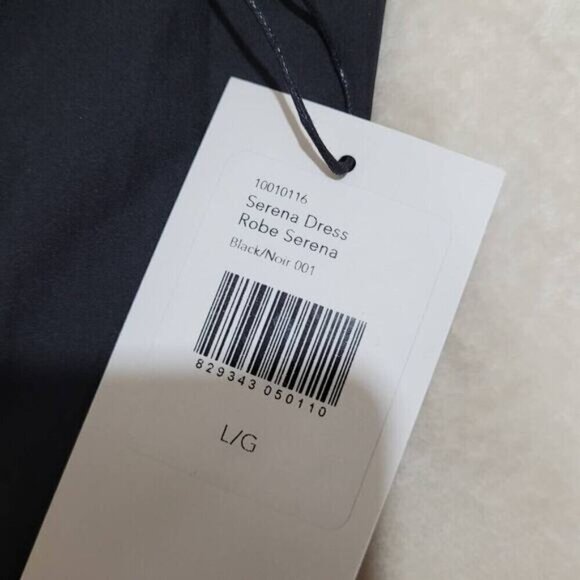 10010116
Serena Dress
Robe Serena
Black/Noir 001
829343 050110
L/G